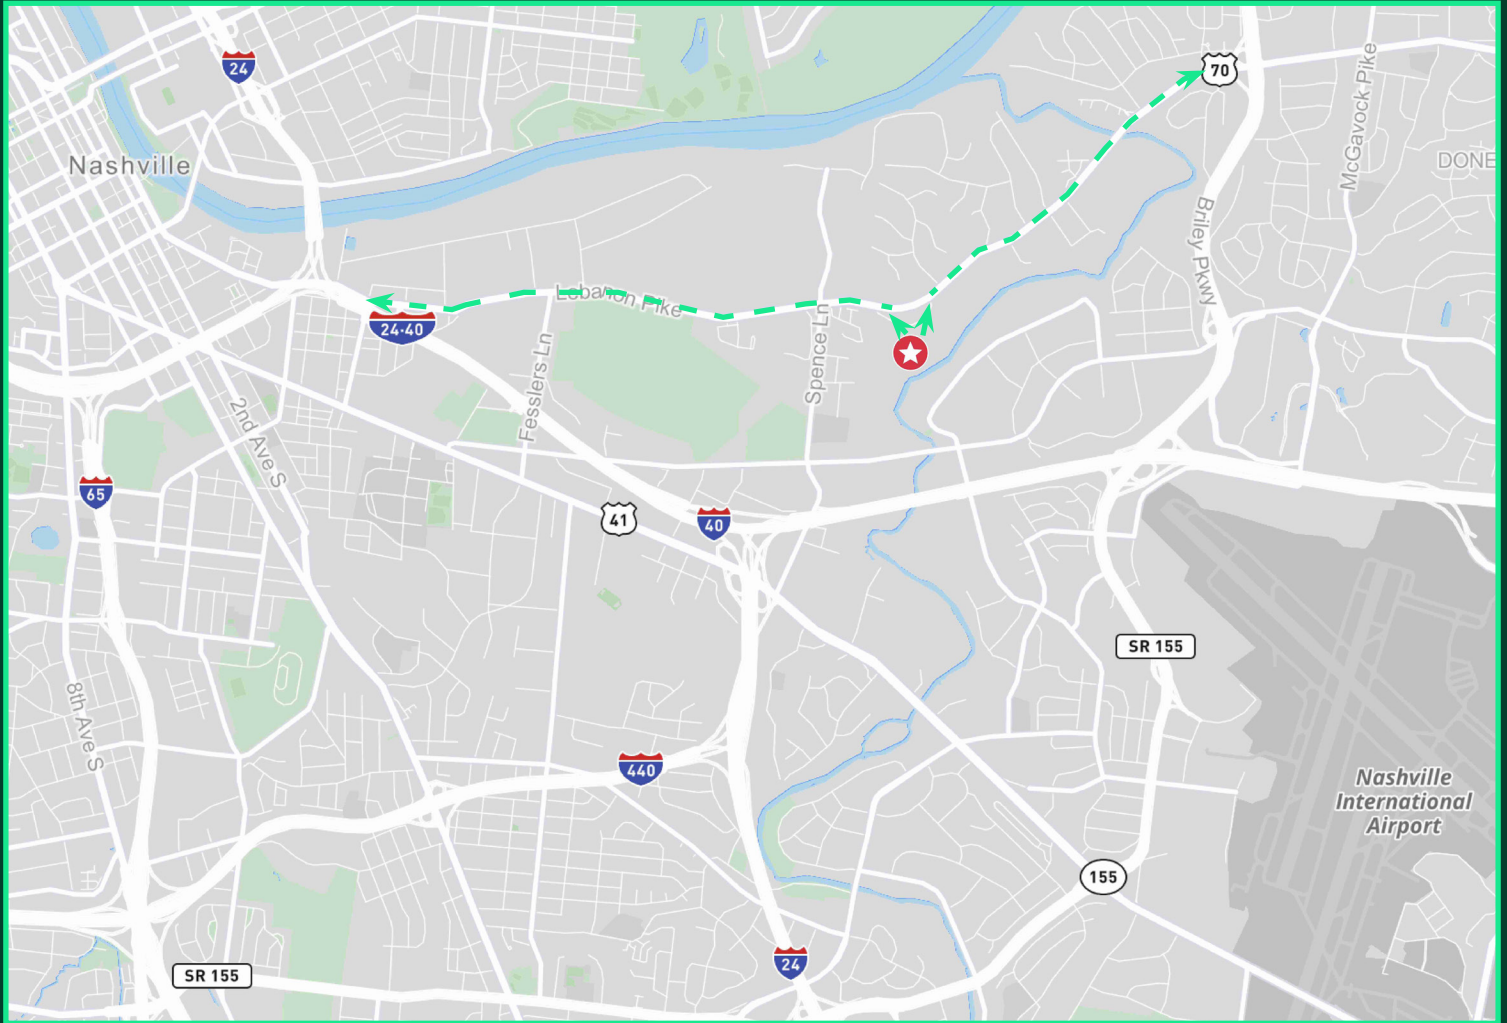 24
70
McGavock Pike
Nashville
DONE
Briley Pkwy
Lebanon Pike
24-40
Spence Ln
Fesslers Ln
2nd Ave S
65
41
40
SR 155
8th Ave S
440
Nashville
International
Airport
155
24
SR 155